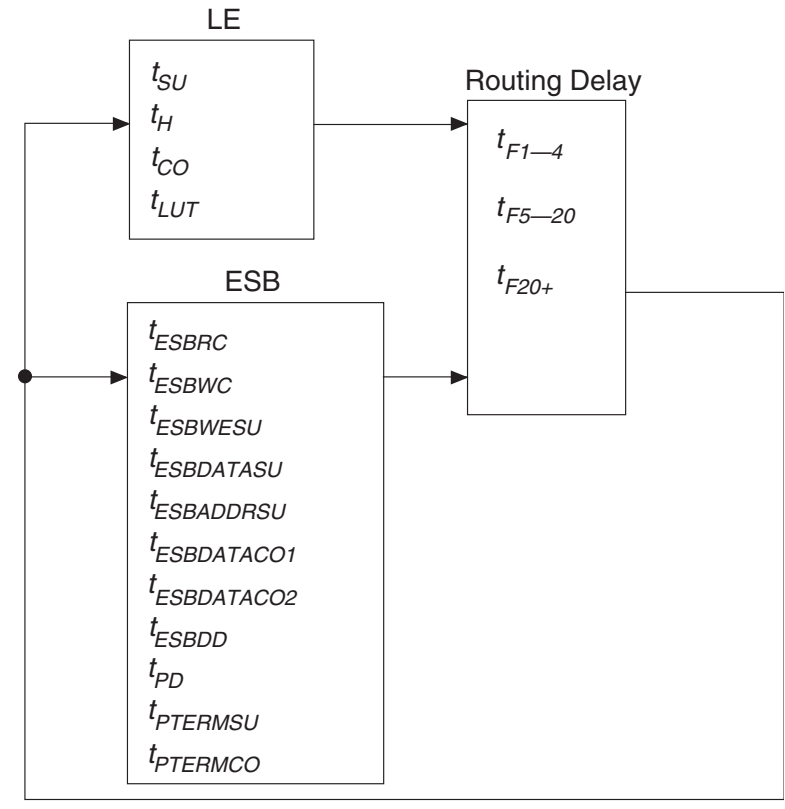 LE
tSU
tH
tCO
tLUT
Routing Delay
tF1—4
tF5—20
tF20+
ESB
tESBRC
tESBWC
tESBWESU
tESBDATASU
tESBADDRSU
tESBDATACO1
tESBDATACO2
tESBDD
tPD
tPTERMSU
tPTERMCO